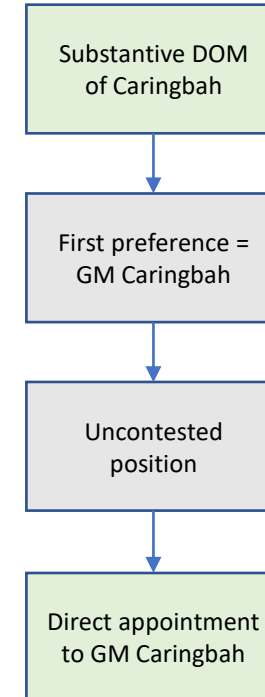 Substantive DOM
of Caringbah
First preference =
GM Caringbah
Uncontested
position
Direct appointment
to GM Caringbah